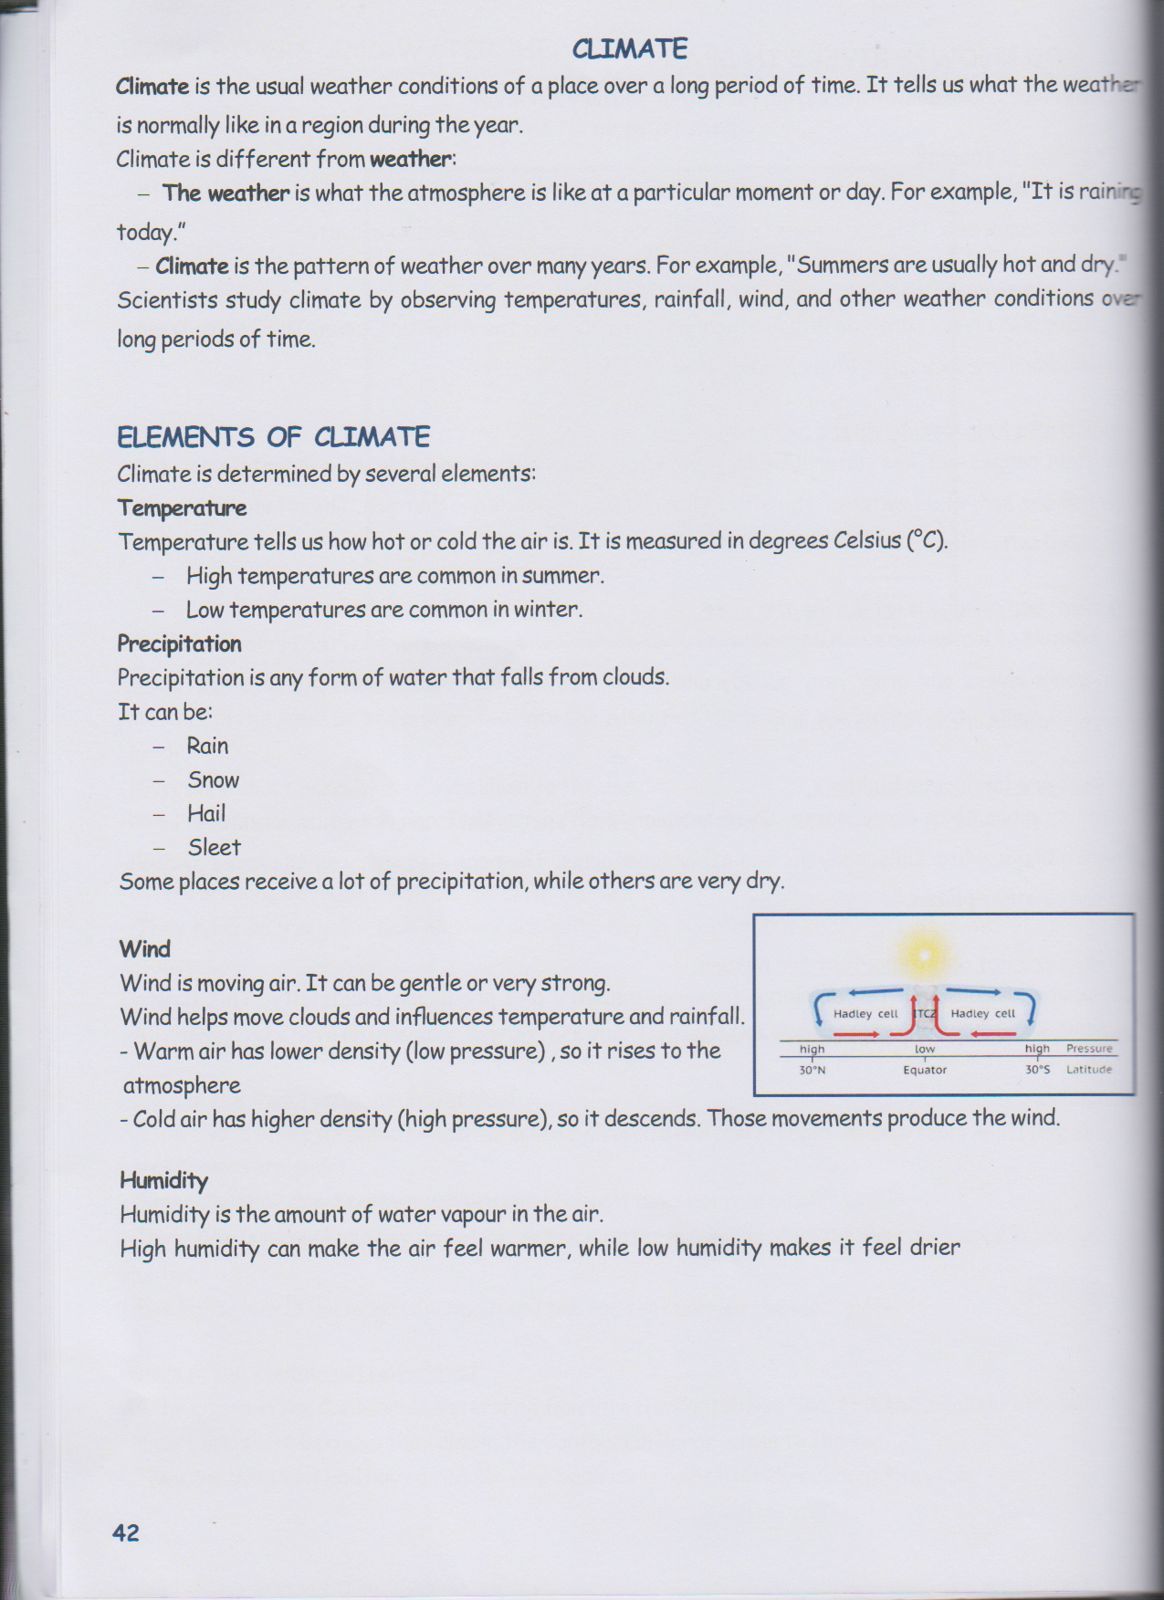 CLIMATE
Climate is the usual weather conditions of a place over a long period of time. It tells us what the weather
is normally like in a region during the year.
Climate is different from weather:
– The weather is what the atmosphere is like at a particular moment or day. For example, "It is raining
today."
– Climate is the pattern of weather over many years. For example, "Summers are usually hot and dry."
Scientists study climate by observing temperatures, rainfall, wind, and other weather conditions over
long periods of time.
ELEMENTS OF CLIMATE
Climate is determined by several elements:
Temperature
Temperature tells us how hot or cold the air is. It is measured in degrees Celsius (°C).
– High temperatures are common in summer.
– Low temperatures are common in winter.
Precipitation
Precipitation is any form of water that falls from clouds.
It can be:
– Rain
– Snow
– Hail
– Sleet
Some places receive a lot of precipitation, while others are very dry.
Wind
Wind is moving air. It can be gentle or very strong.
Wind helps move clouds and influences temperature and rainfall.
- Warm air has lower density (low pressure) , so it rises to the
atmosphere
- Cold air has higher density (high pressure), so it descends. Those movements produce the wind.
Hadley cell ITCZ Hadley cell
high low high Pressure
30°N Equator 30°S Latitude
Humidity
Humidity is the amount of water vapour in the air.
High humidity can make the air feel warmer, while low humidity makes it feel drier
42